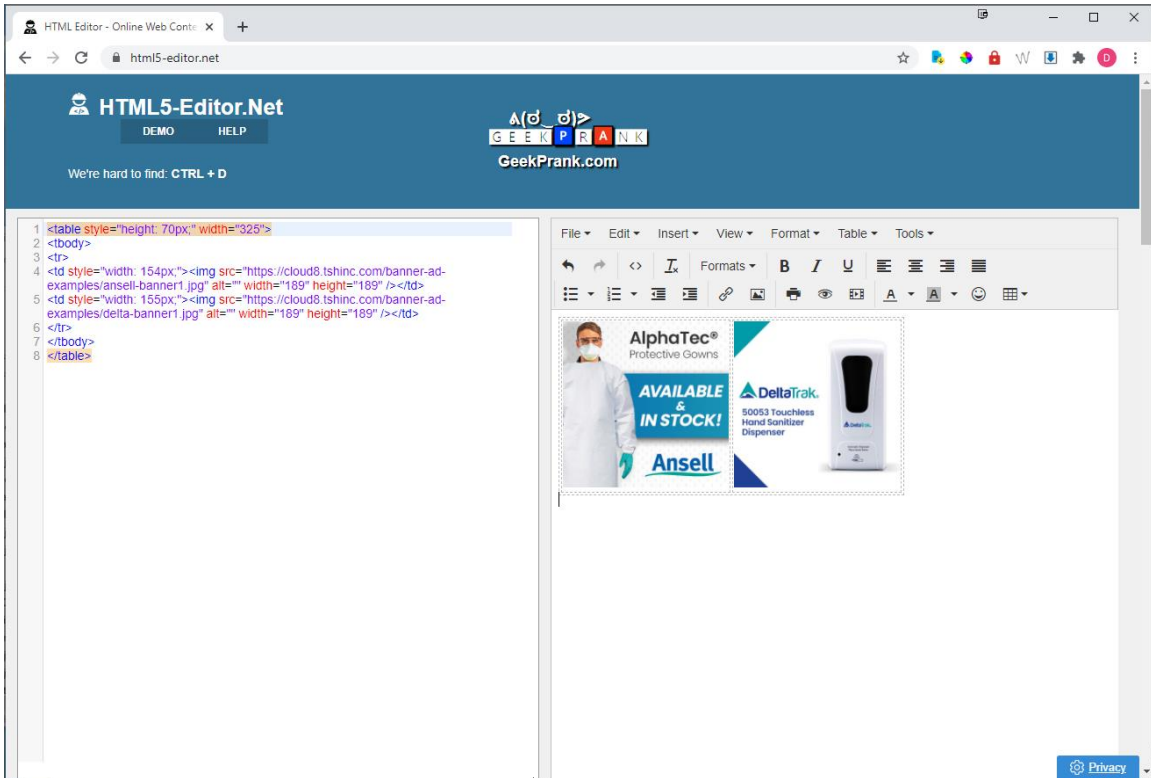 HTML Editor - Online Web Conte
html5-editor.net
D
HTML5-Editor.Net
DEMO HELP
We're hard to find: CTRL + D
٩(ಠ_ಠ)⋗
GEEKPRANK
GeekPrank.com
1 <table style="height: 70px;" width="325">
2 <tbody>
3 <tr>
4 <td style="width: 154px;"><img src="https://cloud8.tshinc.com/banner-ad-
examples/ansell-banner1.jpg" alt="" width="189" height="189" /></td>
5 <td style="width: 155px;"><img src="https://cloud8.tshinc.com/banner-ad-
examples/delta-banner1.jpg" alt="" width="189" height="189" /></td>
6 </tr>
7 </tbody>
8 </table>
File Edit Insert View Format Table Tools
Formats B I U
A A
AlphaTec®
Protective Gowns
AVAILABLE
&
IN STOCK!
Ansell
DeltaTrak.
50053 Touchless
Hand Sanitizer
Dispenser
Privacy